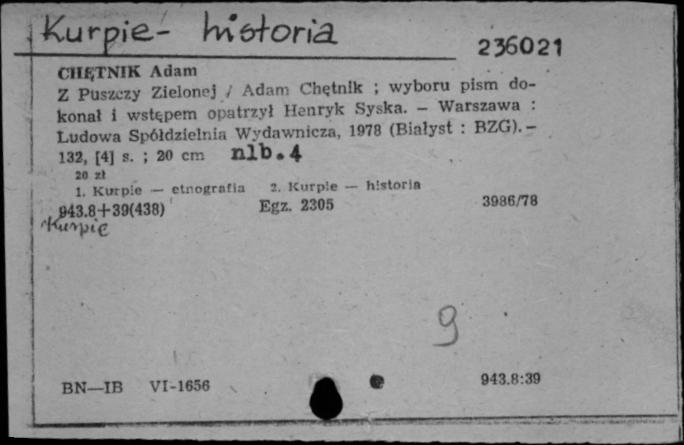 Kurpie- historia
236021
CHĘTNIK Adam
Z Puszczy Zielonej / Adam Chętnik ; wyboru pism do-
konał i wstępem opatrzył Henryk Syska. — Warszawa :
Ludowa Spółdzielnia Wydawnicza, 1978 (Białyst : BZG). —
132, [4] s. ; 20 cm nlb. 4
20 zł
1. Kurpie — etnografia 2. Kurpie — historia
943.8+39(438) Egz. 2305 3986/78
Kurpie
9
BN—IB VI-1656 943.8:39